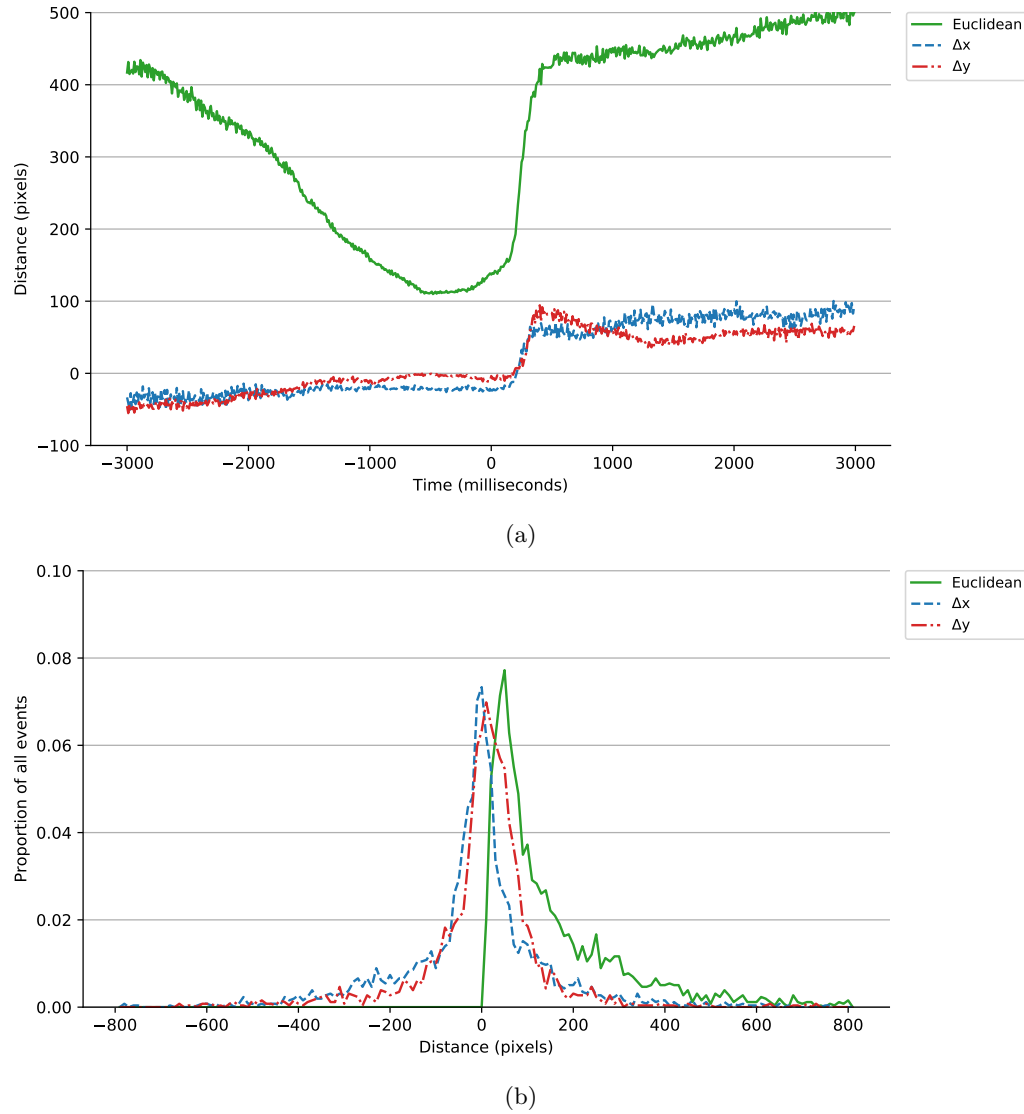 500
400
300
200
100
0
−100
Distance (pixels)
−3000 −2000 −1000 0 1000 2000 3000
Time (milliseconds)
Euclidean
Δx
Δy
(a)
0.10
0.08
0.06
0.04
0.02
0.00
Proportion of all events
−800 −600 −400 −200 0 200 400 600 800
Distance (pixels)
Euclidean
Δx
Δy
(b)